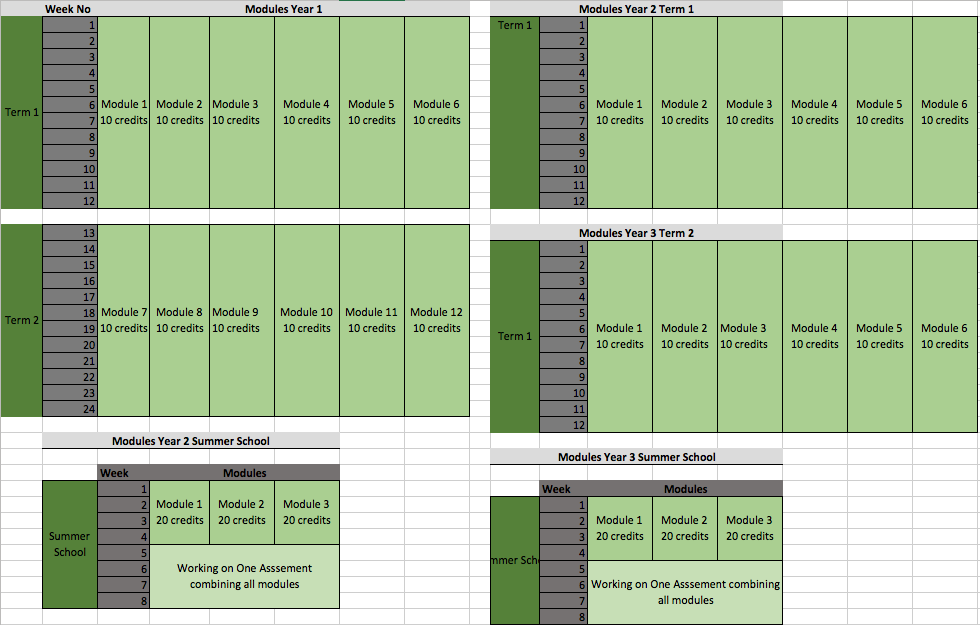 Week No Modules Year 1
Term 1
1
2
3
4
5
6
7
8
9
10
11
12
Module 1 Module 2 Module 3 Module 4 Module 5 Module 6
10 credits 10 credits 10 credits 10 credits 10 credits 10 credits
Term 2
13
14
15
16
17
18
19
20
21
22
23
24
Module 7 Module 8 Module 9 Module 10 Module 11 Module 12
10 credits 10 credits 10 credits 10 credits 10 credits 10 credits
Modules Year 2 Summer School
Week Modules
Summer
School
1
2
3
4
5
6
7
8
Module 1 Module 2 Module 3
20 credits 20 credits 20 credits
Working on One Asssement
combining all modules
Modules Year 2 Term 1
Term 1
1
2
3
4
5
6
7
8
9
10
11
12
Module 1 Module 2 Module 3 Module 4 Module 5 Module 6
10 credits 10 credits 10 credits 10 credits 10 credits 10 credits
Modules Year 3 Term 2
Term 1
1
2
3
4
5
6
7
8
9
10
11
12
Module 1 Module 2 Module 3 Module 4 Module 5 Module 6
10 credits 10 credits 10 credits 10 credits 10 credits 10 credits
Modules Year 3 Summer School
Week Modules
mmer Sch
1
2
3
4
5
6
7
8
Module 1 Module 2 Module 3
20 credits 20 credits 20 credits
Working on One Asssement combining
all modules